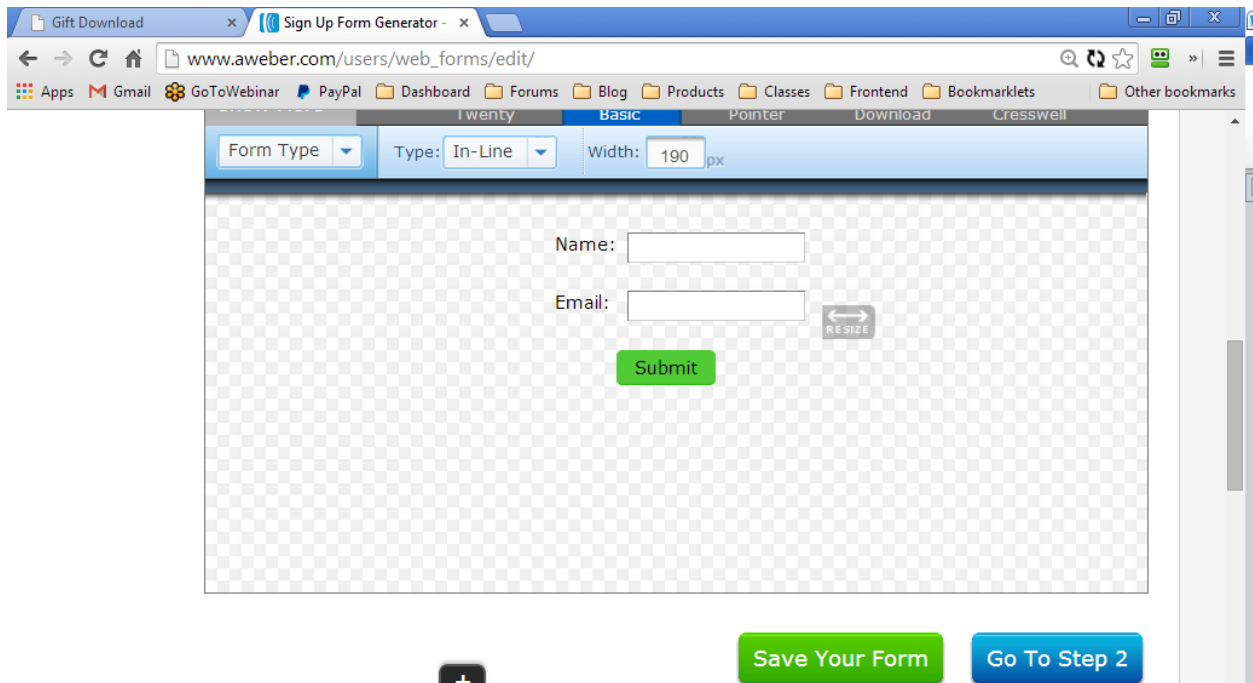 Gift Download
Sign Up Form Generator -
www.aweber.com/users/web_forms/edit/
Apps Gmail GoToWebinar PayPal Dashboard Forums Blog Products Classes Frontend Bookmarklets Other bookmarks
Twenty Basic Pointer Download Cresswell
Form Type Type: In-Line Width: 190 px
Name:
Email:
RESIZE
Submit
Save Your Form Go To Step 2